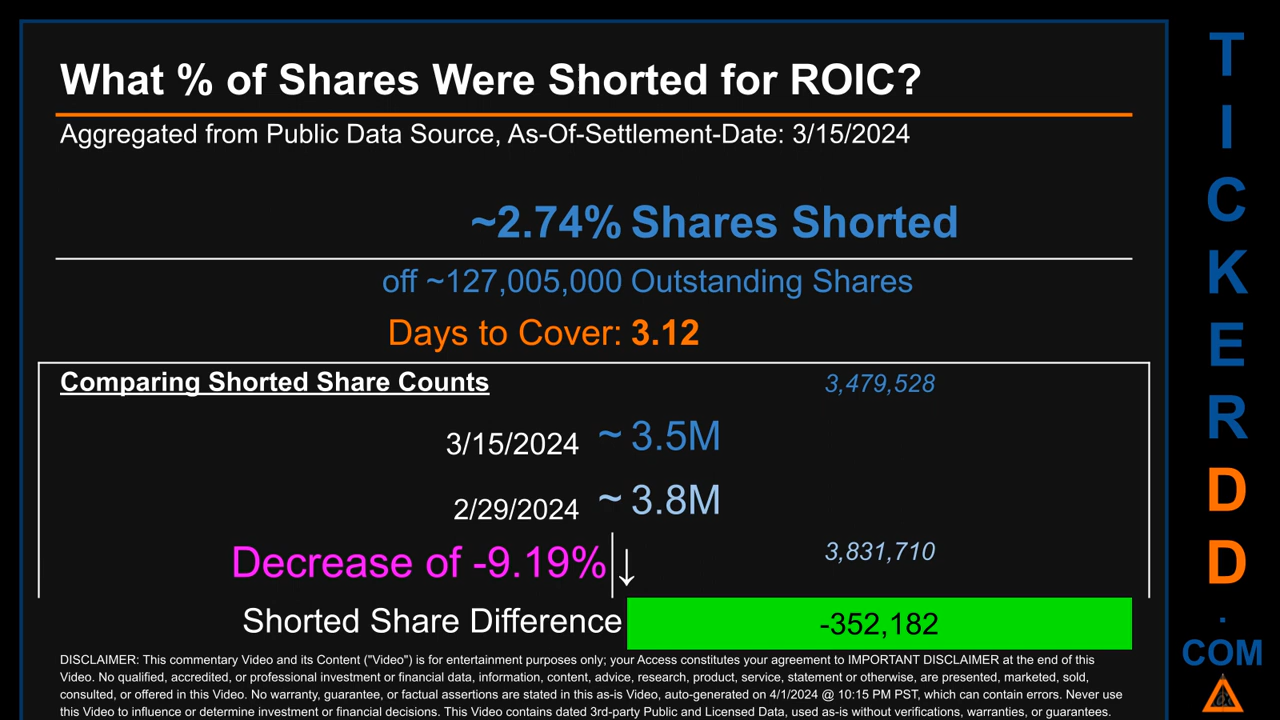 What % of Shares Were Shorted for ROIC?
Aggregated from Public Data Source, As-Of-Settlement-Date: 3/15/2024
~2.74% Shares Shorted
off ~127,005,000 Outstanding Shares
Days to Cover: 3.12
Comparing Shorted Share Counts
3,479,528
3/15/2024 ~ 3.5M
2/29/2024 ~ 3.8M
Decrease of -9.19% ↓
3,831,710
Shorted Share Difference -352,182
DISCLAIMER: This commentary Video and its Content ("Video") is for entertainment purposes only; your Access constitutes your agreement to IMPORTANT DISCLAIMER at the end of this
Video. No qualified, accredited, or professional investment or financial data, information, content, advice, research, product, service, statement or otherwise, are presented, marketed, sold,
consulted, or offered in this Video. No warranty, guarantee, or factual assertions are stated in this as-is Video, auto-generated on 4/1/2024 @ 10:15 PM PST, which can contain errors. Never use
this Video to influence or determine investment or financial decisions. This Video contains dated 3rd-party Public and Licensed Data, used as-is without verifications, warranties, or guarantees.
T
I
C
K
E
R
D
D
.
COM